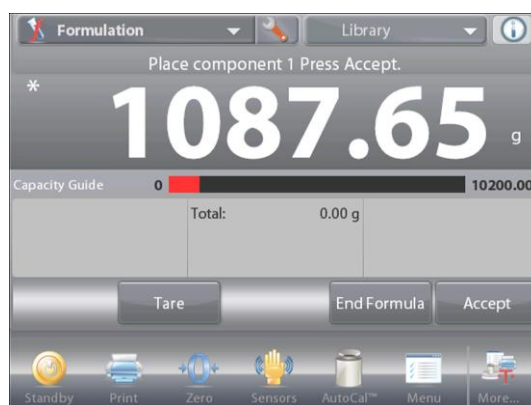 Formulation Library
Place component 1 Press Accept.
* 1087.65 g
Capacity Guide 0 10200.00
Total: 0.00 g
Tare End Formula Accept
Standby Print Zero Sensors AutoCal™ Menu More...